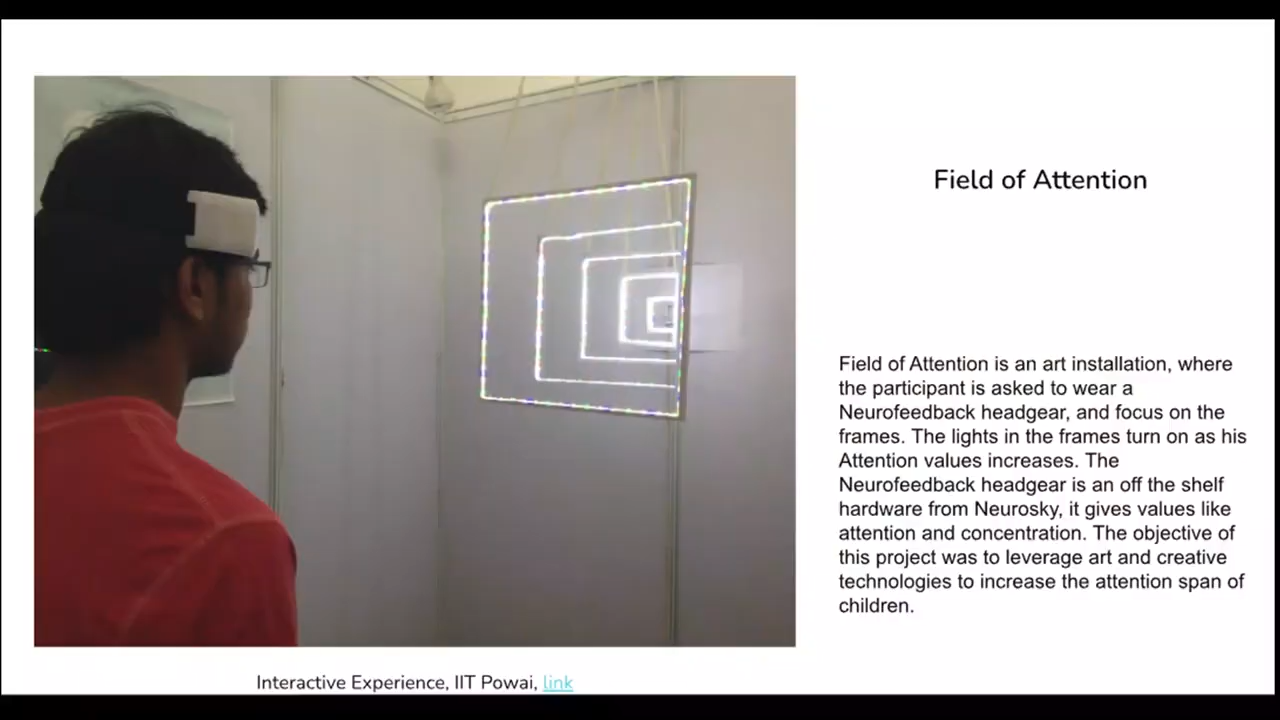 Field of Attention
Field of Attention is an art installation, where
the participant is asked to wear a
Neurofeedback headgear, and focus on the
frames. The lights in the frames turn on as his
Attention values increases. The
Neurofeedback headgear is an off the shelf
hardware from Neurosky, it gives values like
attention and concentration. The objective of
this project was to leverage art and creative
technologies to increase the attention span of
children.
Interactive Experience, IIT Powai, link